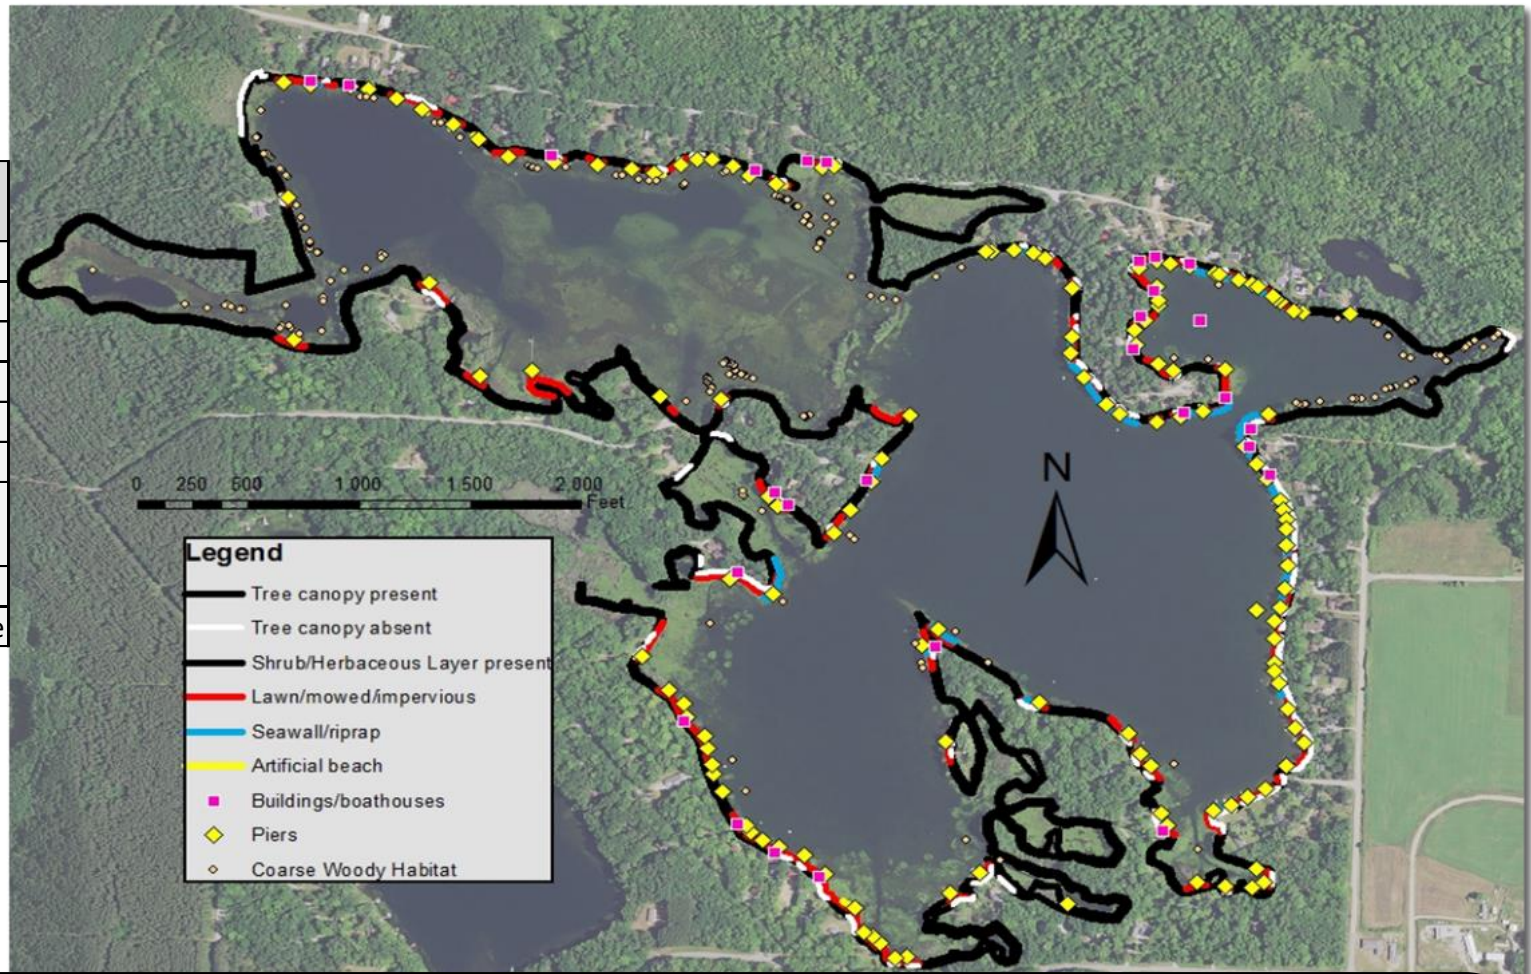 N
0 250 500 1 000 1 500 2 000
Feet
Legend
Tree canopy present
Tree canopy absent
Shrub/Herbaceous Layer present
Lawn/mowed/impervious
Seawall/riprap
Artificial beach
Buildings/boathouses
Piers
Coarse Woody Habitat